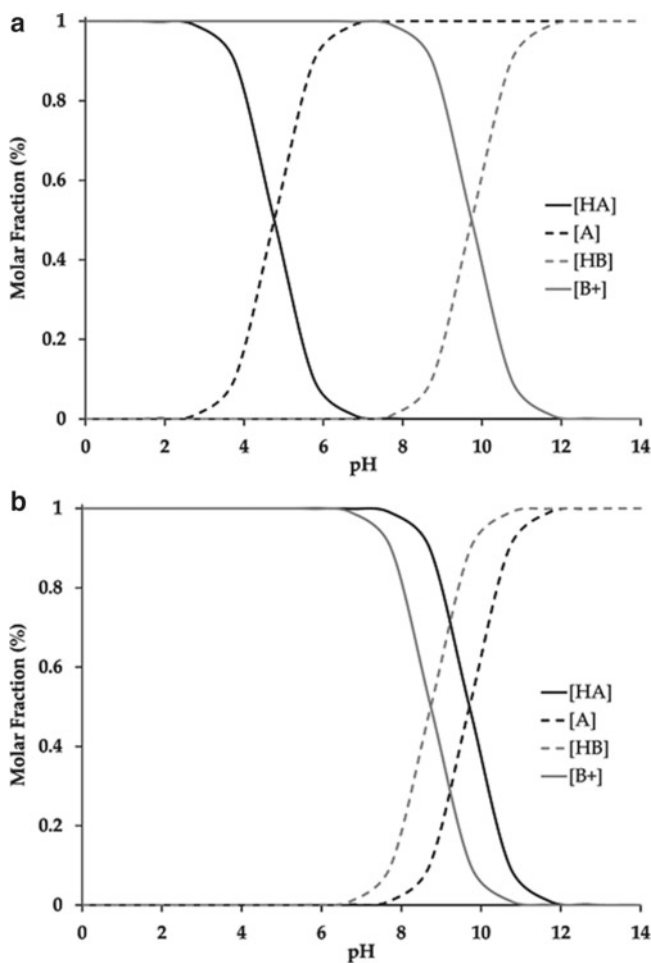 a
1
0.8
0.6
0.4
0.2
0
Molar Fraction (%)
[HA]
[A]
[HB]
[B+]
0 2 4 6 8 10 12 14
pH
b
1
0.8
0.6
0.4
0.2
0
Molar Fraction (%)
[HA]
[A]
[HB]
[B+]
0 2 4 6 8 10 12 14
pH